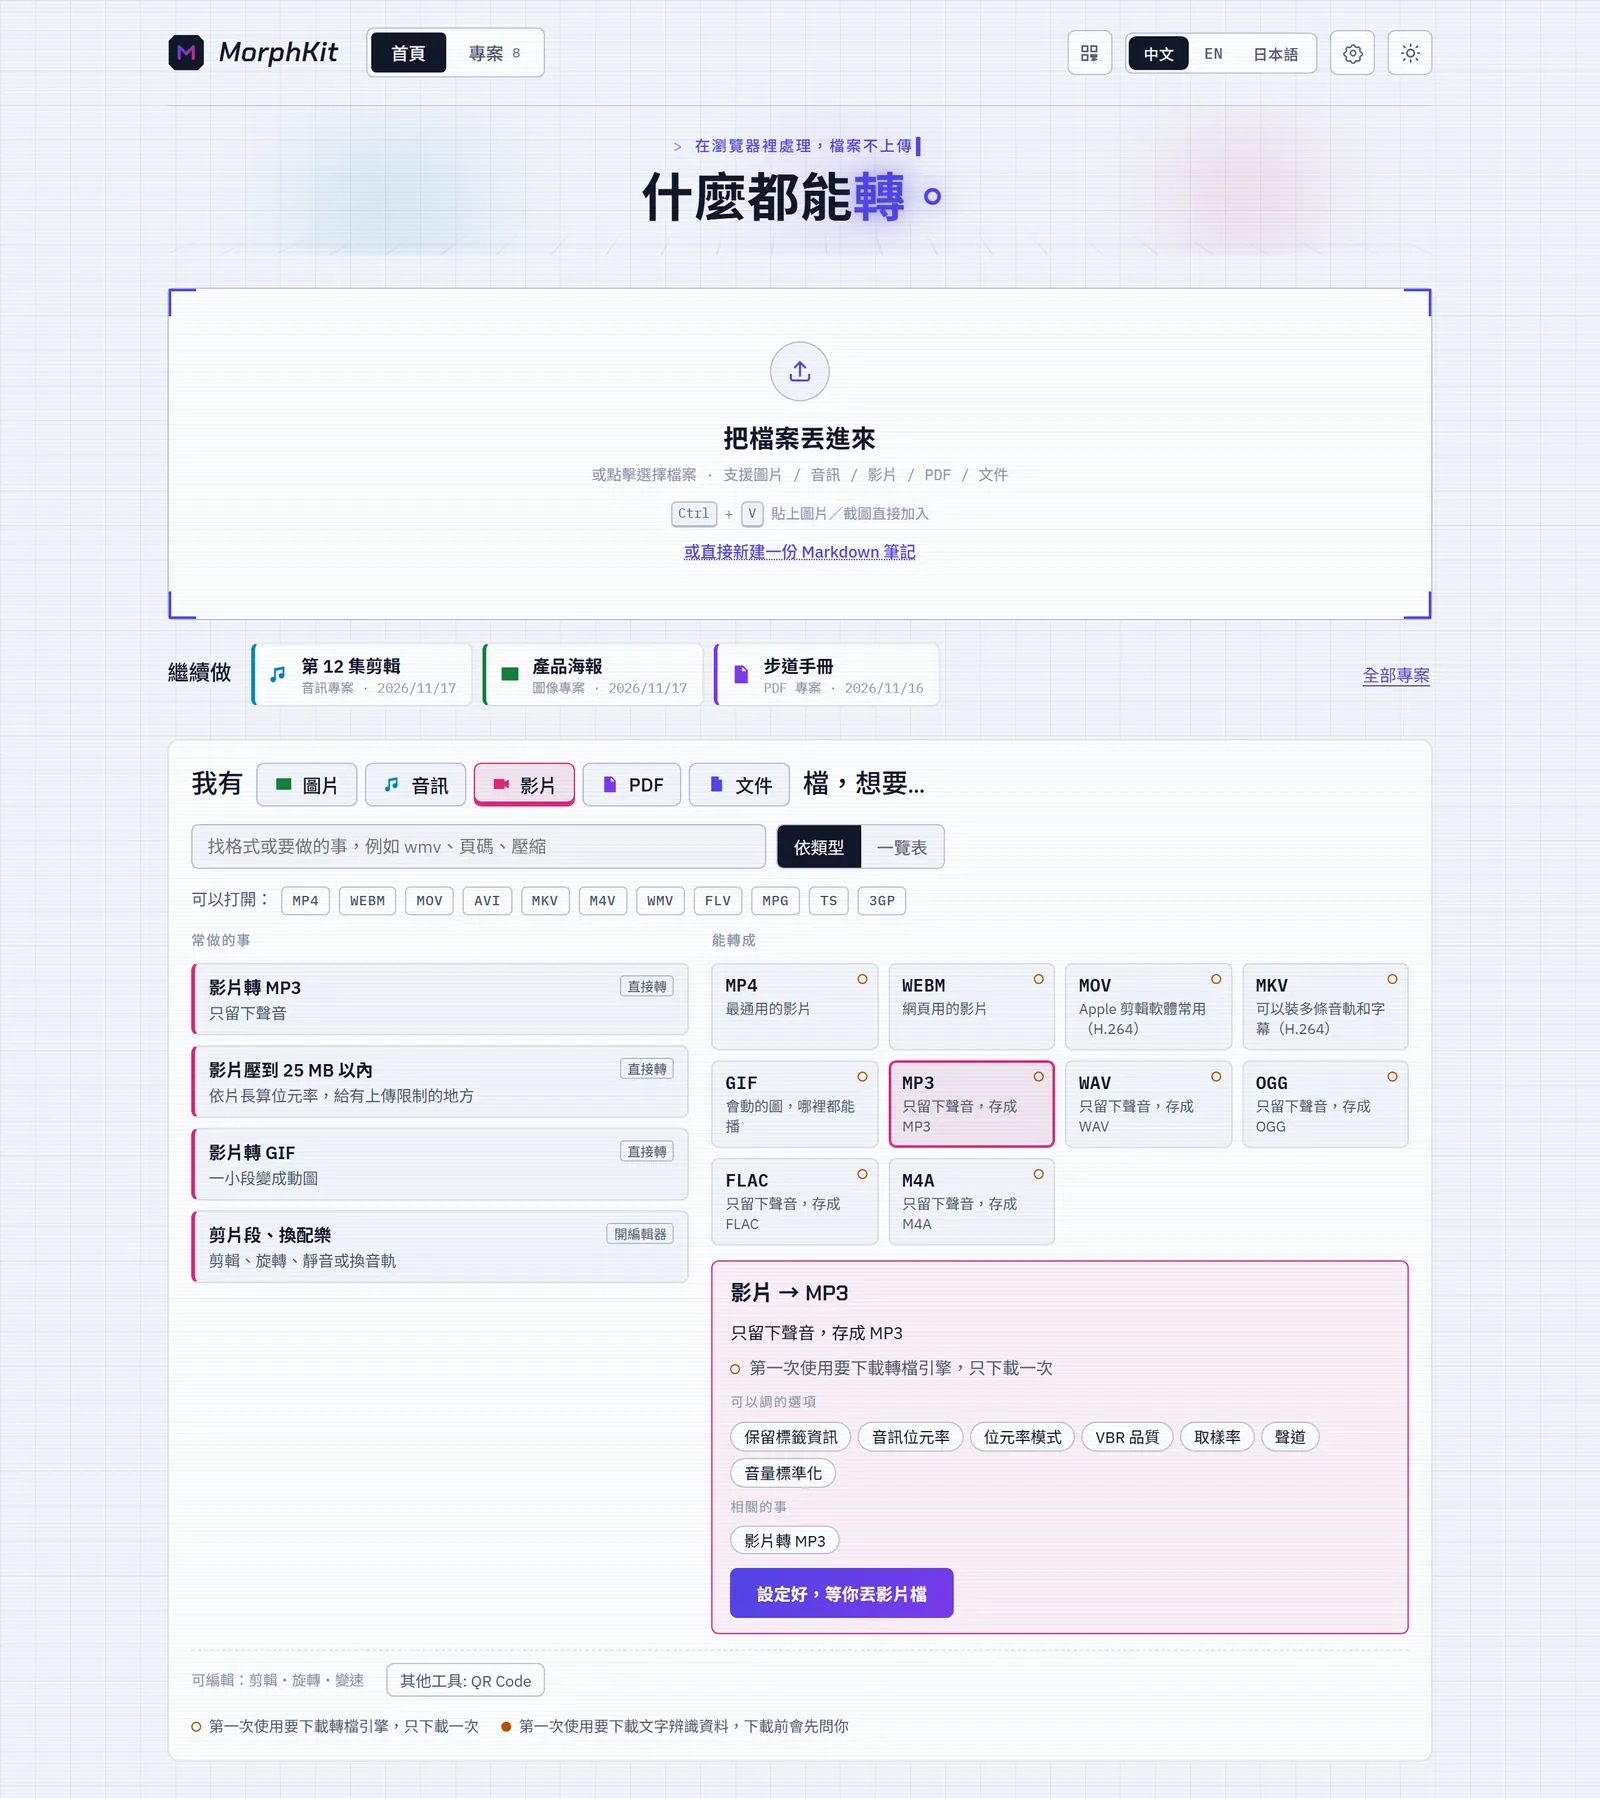 MorphKit
首頁
專案 8
中文
EN
日本語
> 在瀏覽器裡處理，檔案不上傳
什麼都能轉。
把檔案丟進來
或點擊選擇檔案 · 支援圖片 / 音訊 / 影片 / PDF / 文件
Ctrl + V 貼上圖片／截圖直接加入
或直接新建一份 Markdown 筆記
繼續做
第 12 集剪輯
音訊專案 · 2026/11/17
產品海報
圖像專案 · 2026/11/17
步道手冊
PDF 專案 · 2026/11/16
全部專案
我有 圖片 音訊 影片 PDF 文件 檔，想要...
找格式或要做的事，例如 wmv、頁碼、壓縮
依類型
一覽表
可以打開： MP4 WEBM MOV AVI MKV M4V WMV FLV MPG TS 3GP
常做的事
影片轉 MP3
直接轉
只留下聲音
影片壓到 25 MB 以內
直接轉
依片長算位元率，給有上傳限制的地方
影片轉 GIF
直接轉
一小段變成動圖
剪片段、換配樂
開編輯器
剪輯、旋轉、靜音或換音軌
能轉成
MP4
最通用的影片
WEBM
網頁用的影片
MOV
Apple 剪輯軟體常用
（H.264）
MKV
可以裝多條音軌和字
幕（H.264）
GIF
會動的圖，哪裡都能
播
MP3
只留下聲音，存成
MP3
WAV
只留下聲音，存成
WAV
OGG
只留下聲音，存成
OGG
FLAC
只留下聲音，存成
FLAC
M4A
只留下聲音，存成
M4A
影片 → MP3
只留下聲音，存成 MP3
第一次使用要下載轉檔引擎，只下載一次
可以調的選項
保留標籤資訊 音訊位元率 位元率模式 VBR 品質 取樣率 聲道
音量標準化
相關的事
影片轉 MP3
設定好，等你丟影片檔
可編輯：剪輯・旋轉・變速
其他工具: QR Code
第一次使用要下載轉檔引擎，只下載一次
第一次使用要下載文字辨識資料，下載前會先問你